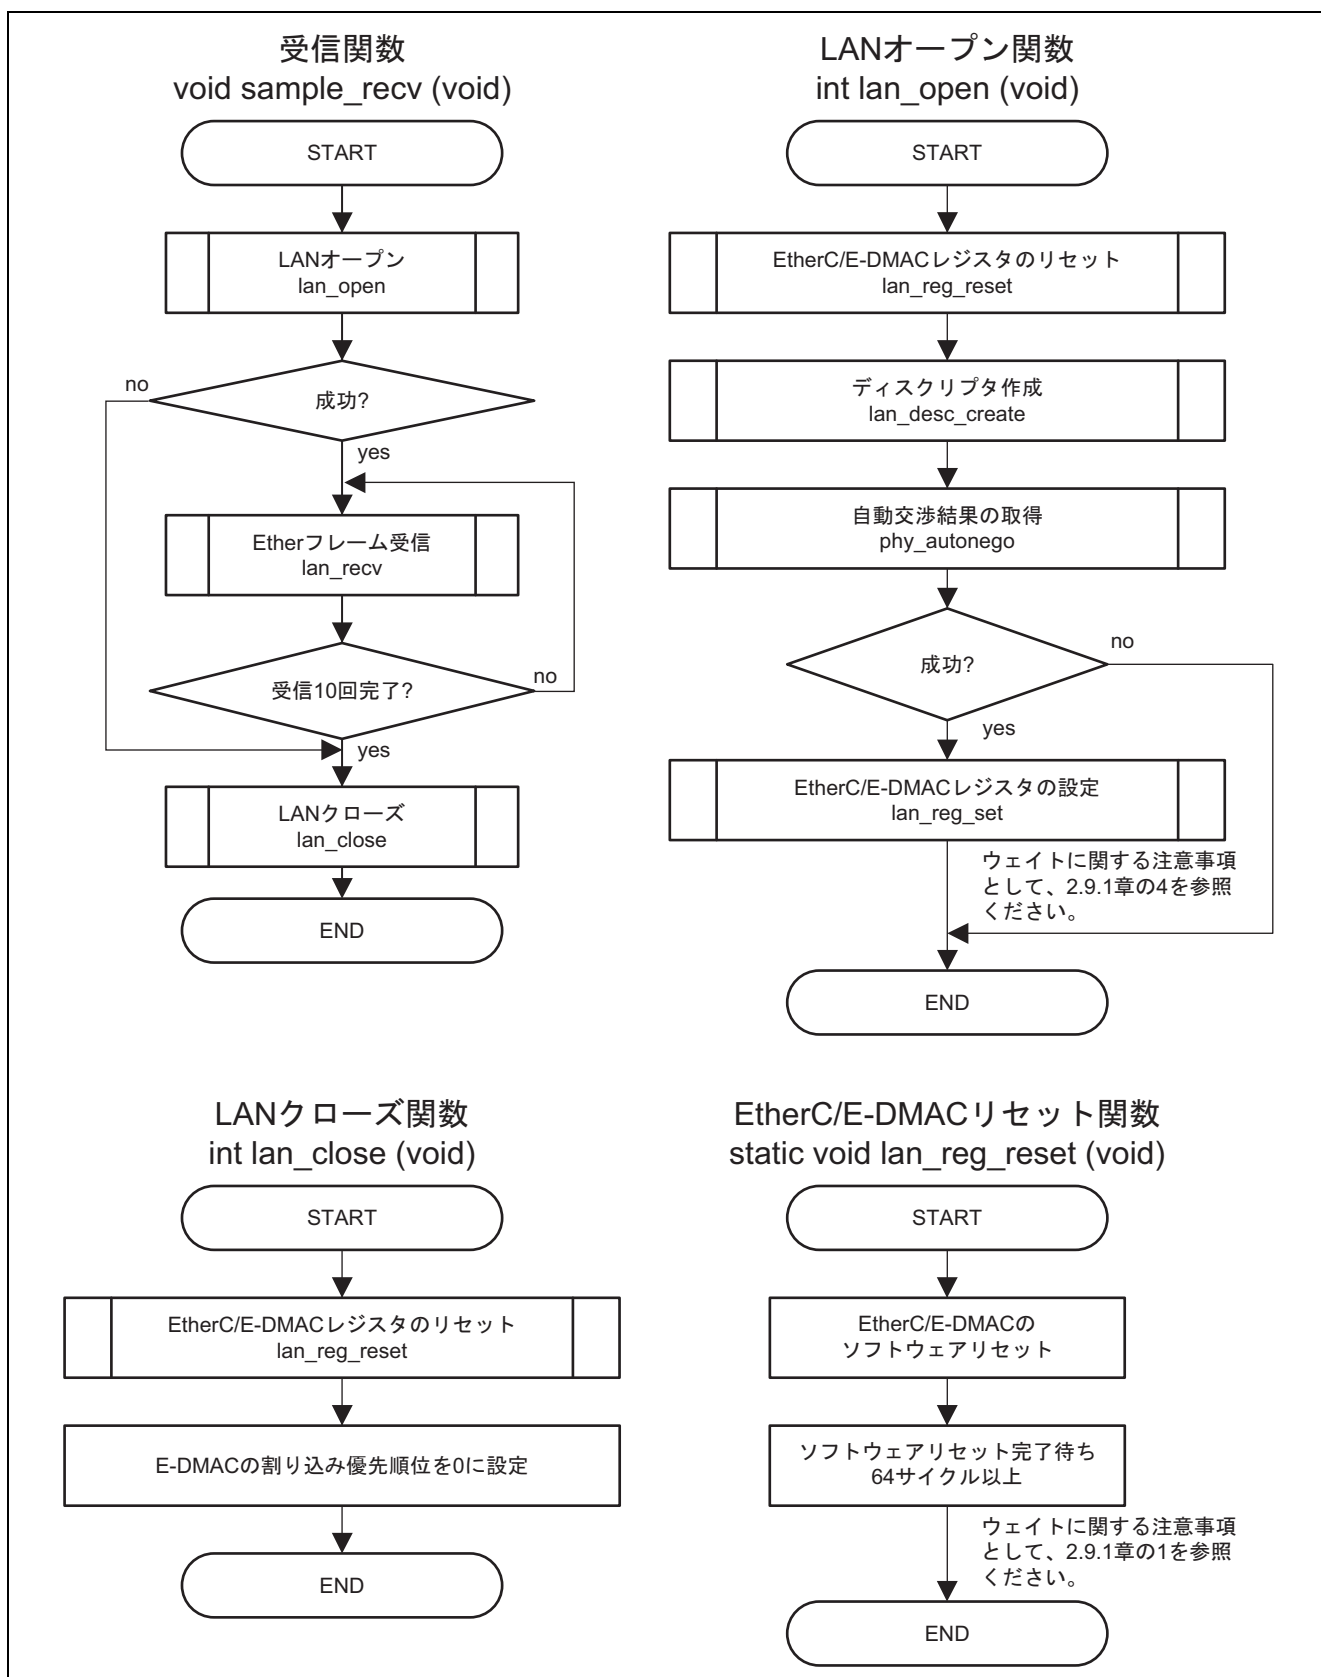 受信関数
void sample_recv (void)
START
LANオープン
lan_open
成功?
no
yes
Etherフレーム受信
lan_recv
受信10回完了?
no
yes
LANクローズ
lan_close
END
LANオープン関数
int lan_open (void)
START
EtherC/E-DMACレジスタのリセット
lan_reg_reset
ディスクリプタ作成
lan_desc_create
自動交渉結果の取得
phy_autonego
成功?
no
yes
EtherC/E-DMACレジスタの設定
lan_reg_set
ウェイトに関する注意事項
として、2.9.1章の4を参照
ください。
END
LANクローズ関数
int lan_close (void)
START
EtherC/E-DMACレジスタのリセット
lan_reg_reset
E-DMACの割り込み優先順位を0に設定
END
EtherC/E-DMACリセット関数
static void lan_reg_reset (void)
START
EtherC/E-DMACの
ソフトウェアリセット
ソフトウェアリセット完了待ち
64サイクル以上
ウェイトに関する注意事項
として、2.9.1章の1を参照
ください。
END